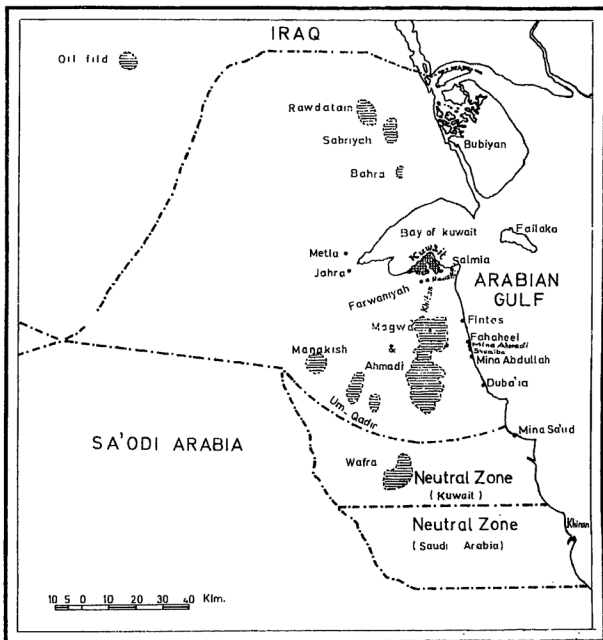 IRAQ
Oil fild
Rawdatain
Sabriyeh
Bubiyan
Bahra
Bay of kuwait
Failaka
Kuwait
Metla
Salmia
Jahra
ARABIAN
GULF
Farwaniyah
Khitan
Fintas
Magwa
&
Ahmadi
Fahaheel
Mina Ahmadi
Shuaiba
Mina Abdullah
Manakish
Duba'ia
Um Qadir
Mina Sa'ud
SA'ODI ARABIA
Wafra
Neutral Zone
(Kuwait)
Neutral Zone
(Saudi Arabia)
Khiran
10 5 0 10 20 30 40 Klm.